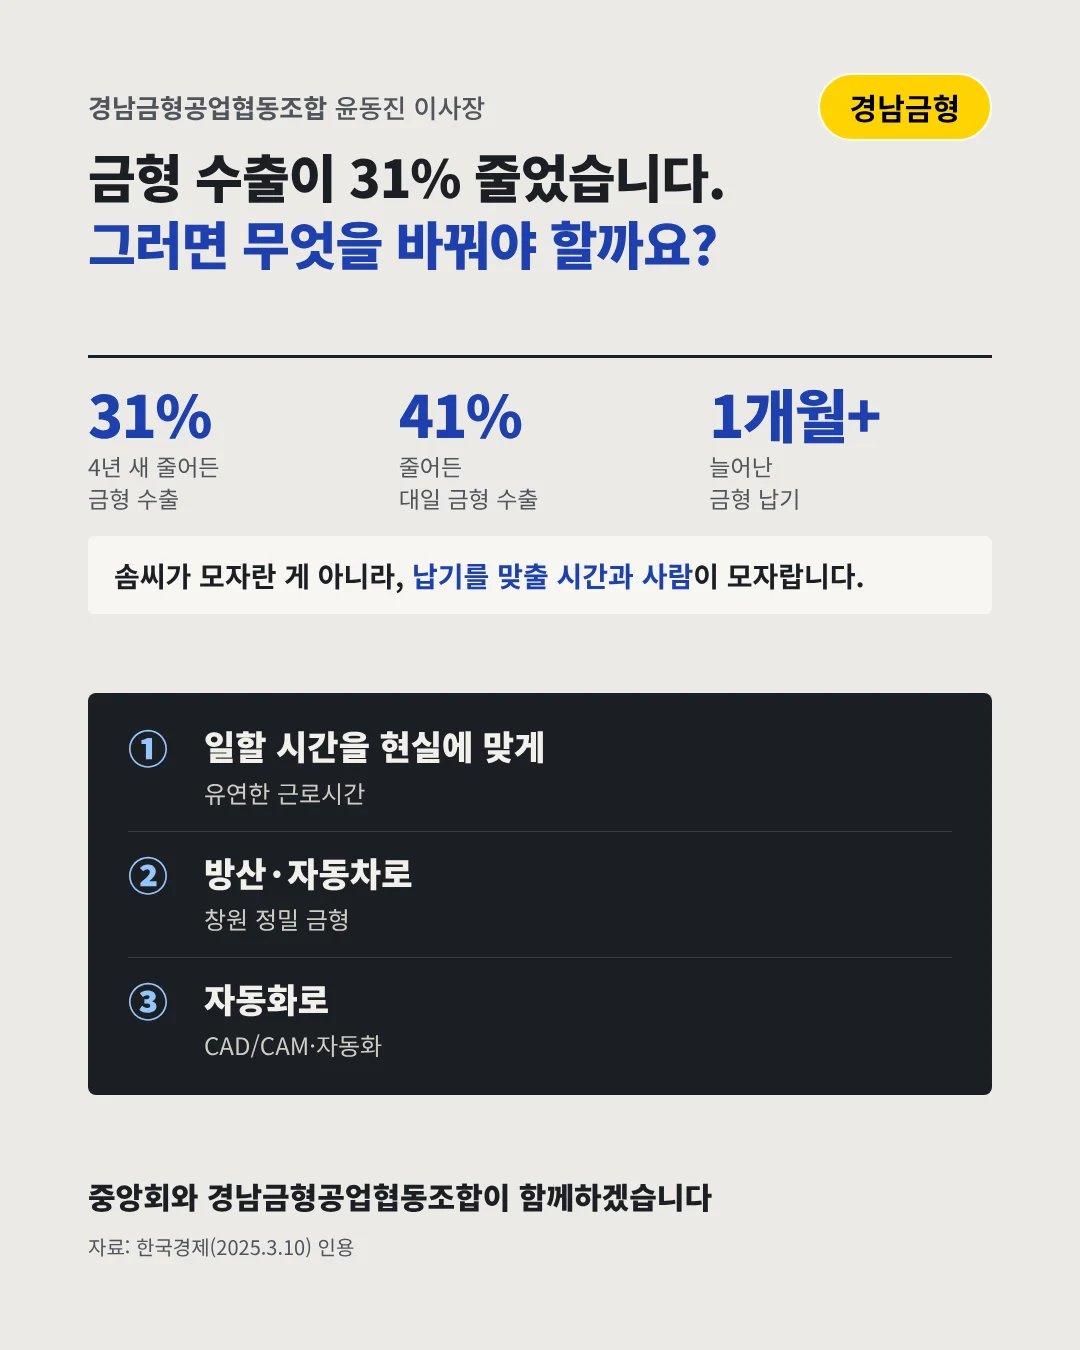 경남금형공업협동조합 윤동진 이사장
경남금형
금형 수출이 31% 줄었습니다.
그러면 무엇을 바꿔야 할까요?
31%
4년 새 줄어든
금형 수출
41%
줄어든
대일 금형 수출
1개월+
늘어난
금형 납기
솜씨가 모자란 게 아니라, 납기를 맞출 시간과 사람이 모자랍니다.
① 일할 시간을 현실에 맞게
유연한 근로시간
② 방산·자동차로
창원 정밀 금형
③ 자동화로
CAD/CAM·자동화
중앙회와 경남금형공업협동조합이 함께하겠습니다
자료: 한국경제(2025.3.10) 인용